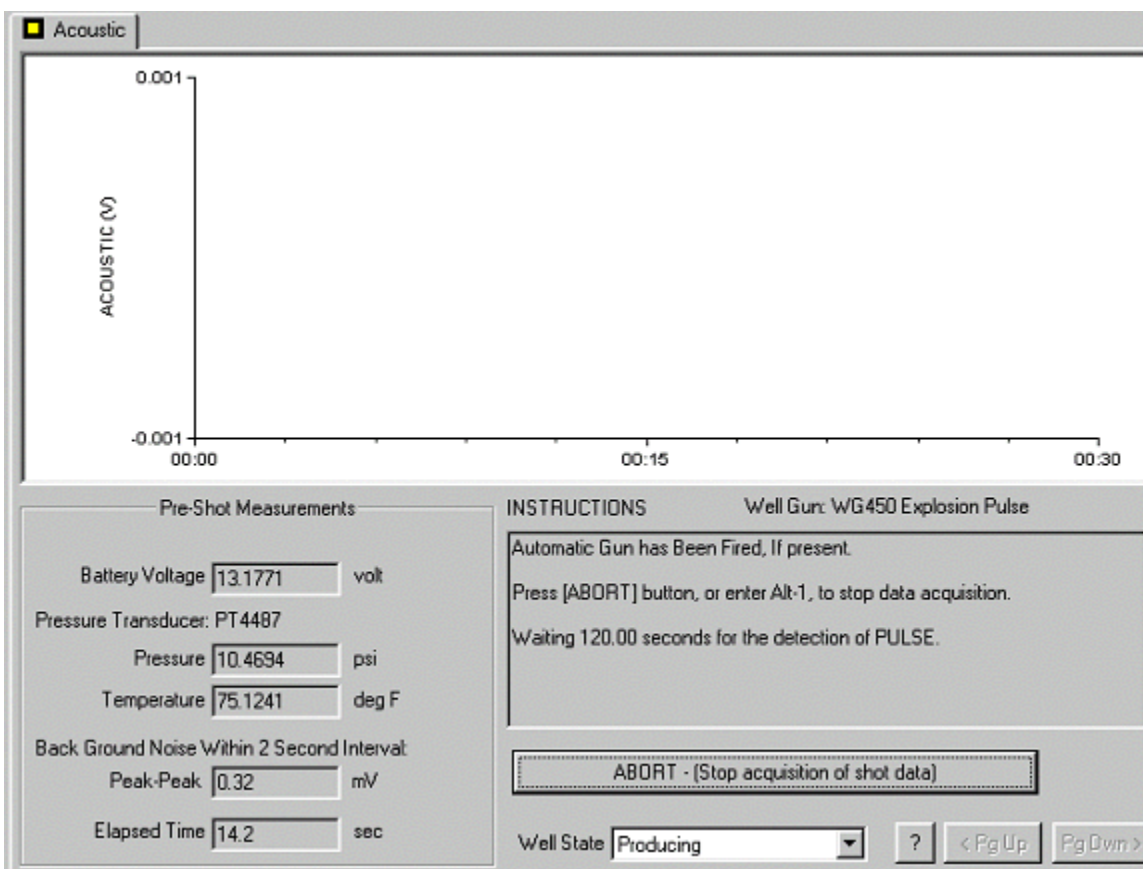 Acoustic
0.001
ACOUSTIC (V)
-0.001
00:00 00:15 00:30
Pre-Shot Measurements
Battery Voltage 13.1771 volt
Pressure Transducer: PT4487
Pressure 10.4694 psi
Temperature 75.1241 deg F
Back Ground Noise Within 2 Second Interval:
Peak-Peak 0.32 mV
Elapsed Time 14.2 sec
INSTRUCTIONS Well Gun: WG450 Explosion Pulse
Automatic Gun has Been Fired, If present.
Press [ABORT] button, or enter Alt-1, to stop data acquisition.
Waiting 120.00 seconds for the detection of PULSE.
ABORT - (Stop acquisition of shot data)
Well State Producing ? < Pg Up Pg Dwn >